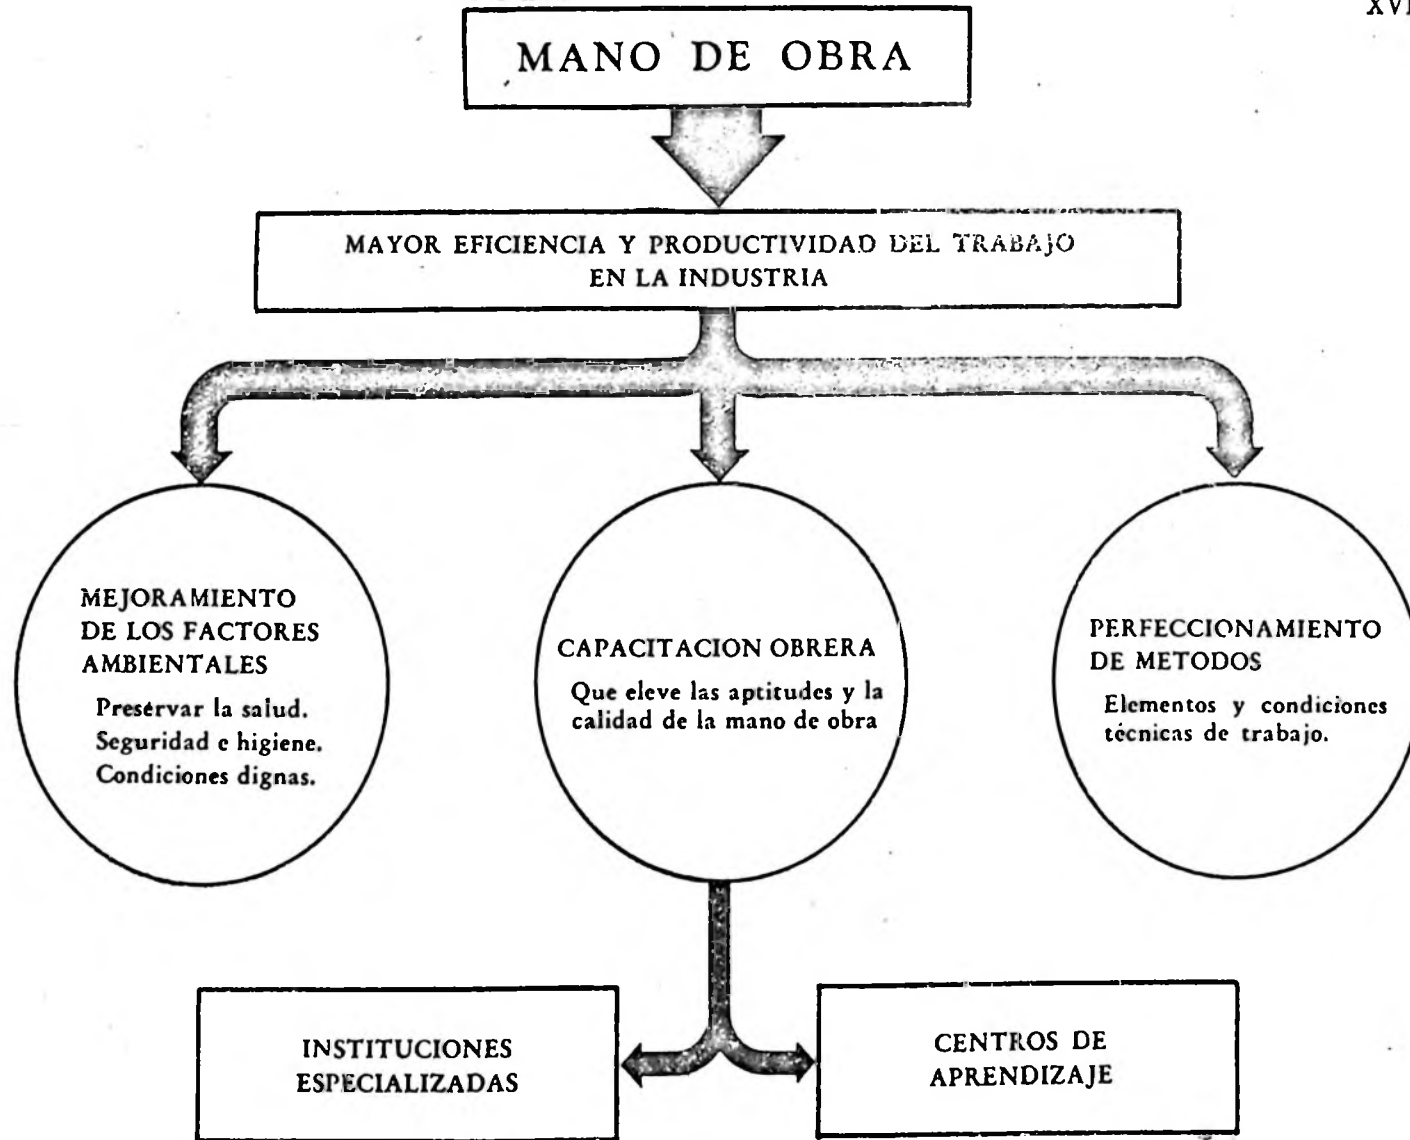 MANO DE OBRA
MAYOR EFICIENCIA Y PRODUCTIVIDAD DEL TRABAJO
EN LA INDUSTRIA
MEJORAMIENTO
DE LOS FACTORES
AMBIENTALES
Presérvar la salud.
Seguridad e higiene.
Condiciones dignas.
CAPACITACION OBRERA
Que eleve las aptitudes y la
calidad de la mano de obra
PERFECCIONAMIENTO
DE METODOS
Elementos y condiciones
técnicas de trabajo.
INSTITUCIONES
ESPECIALIZADAS
CENTROS DE
APRENDIZAJE